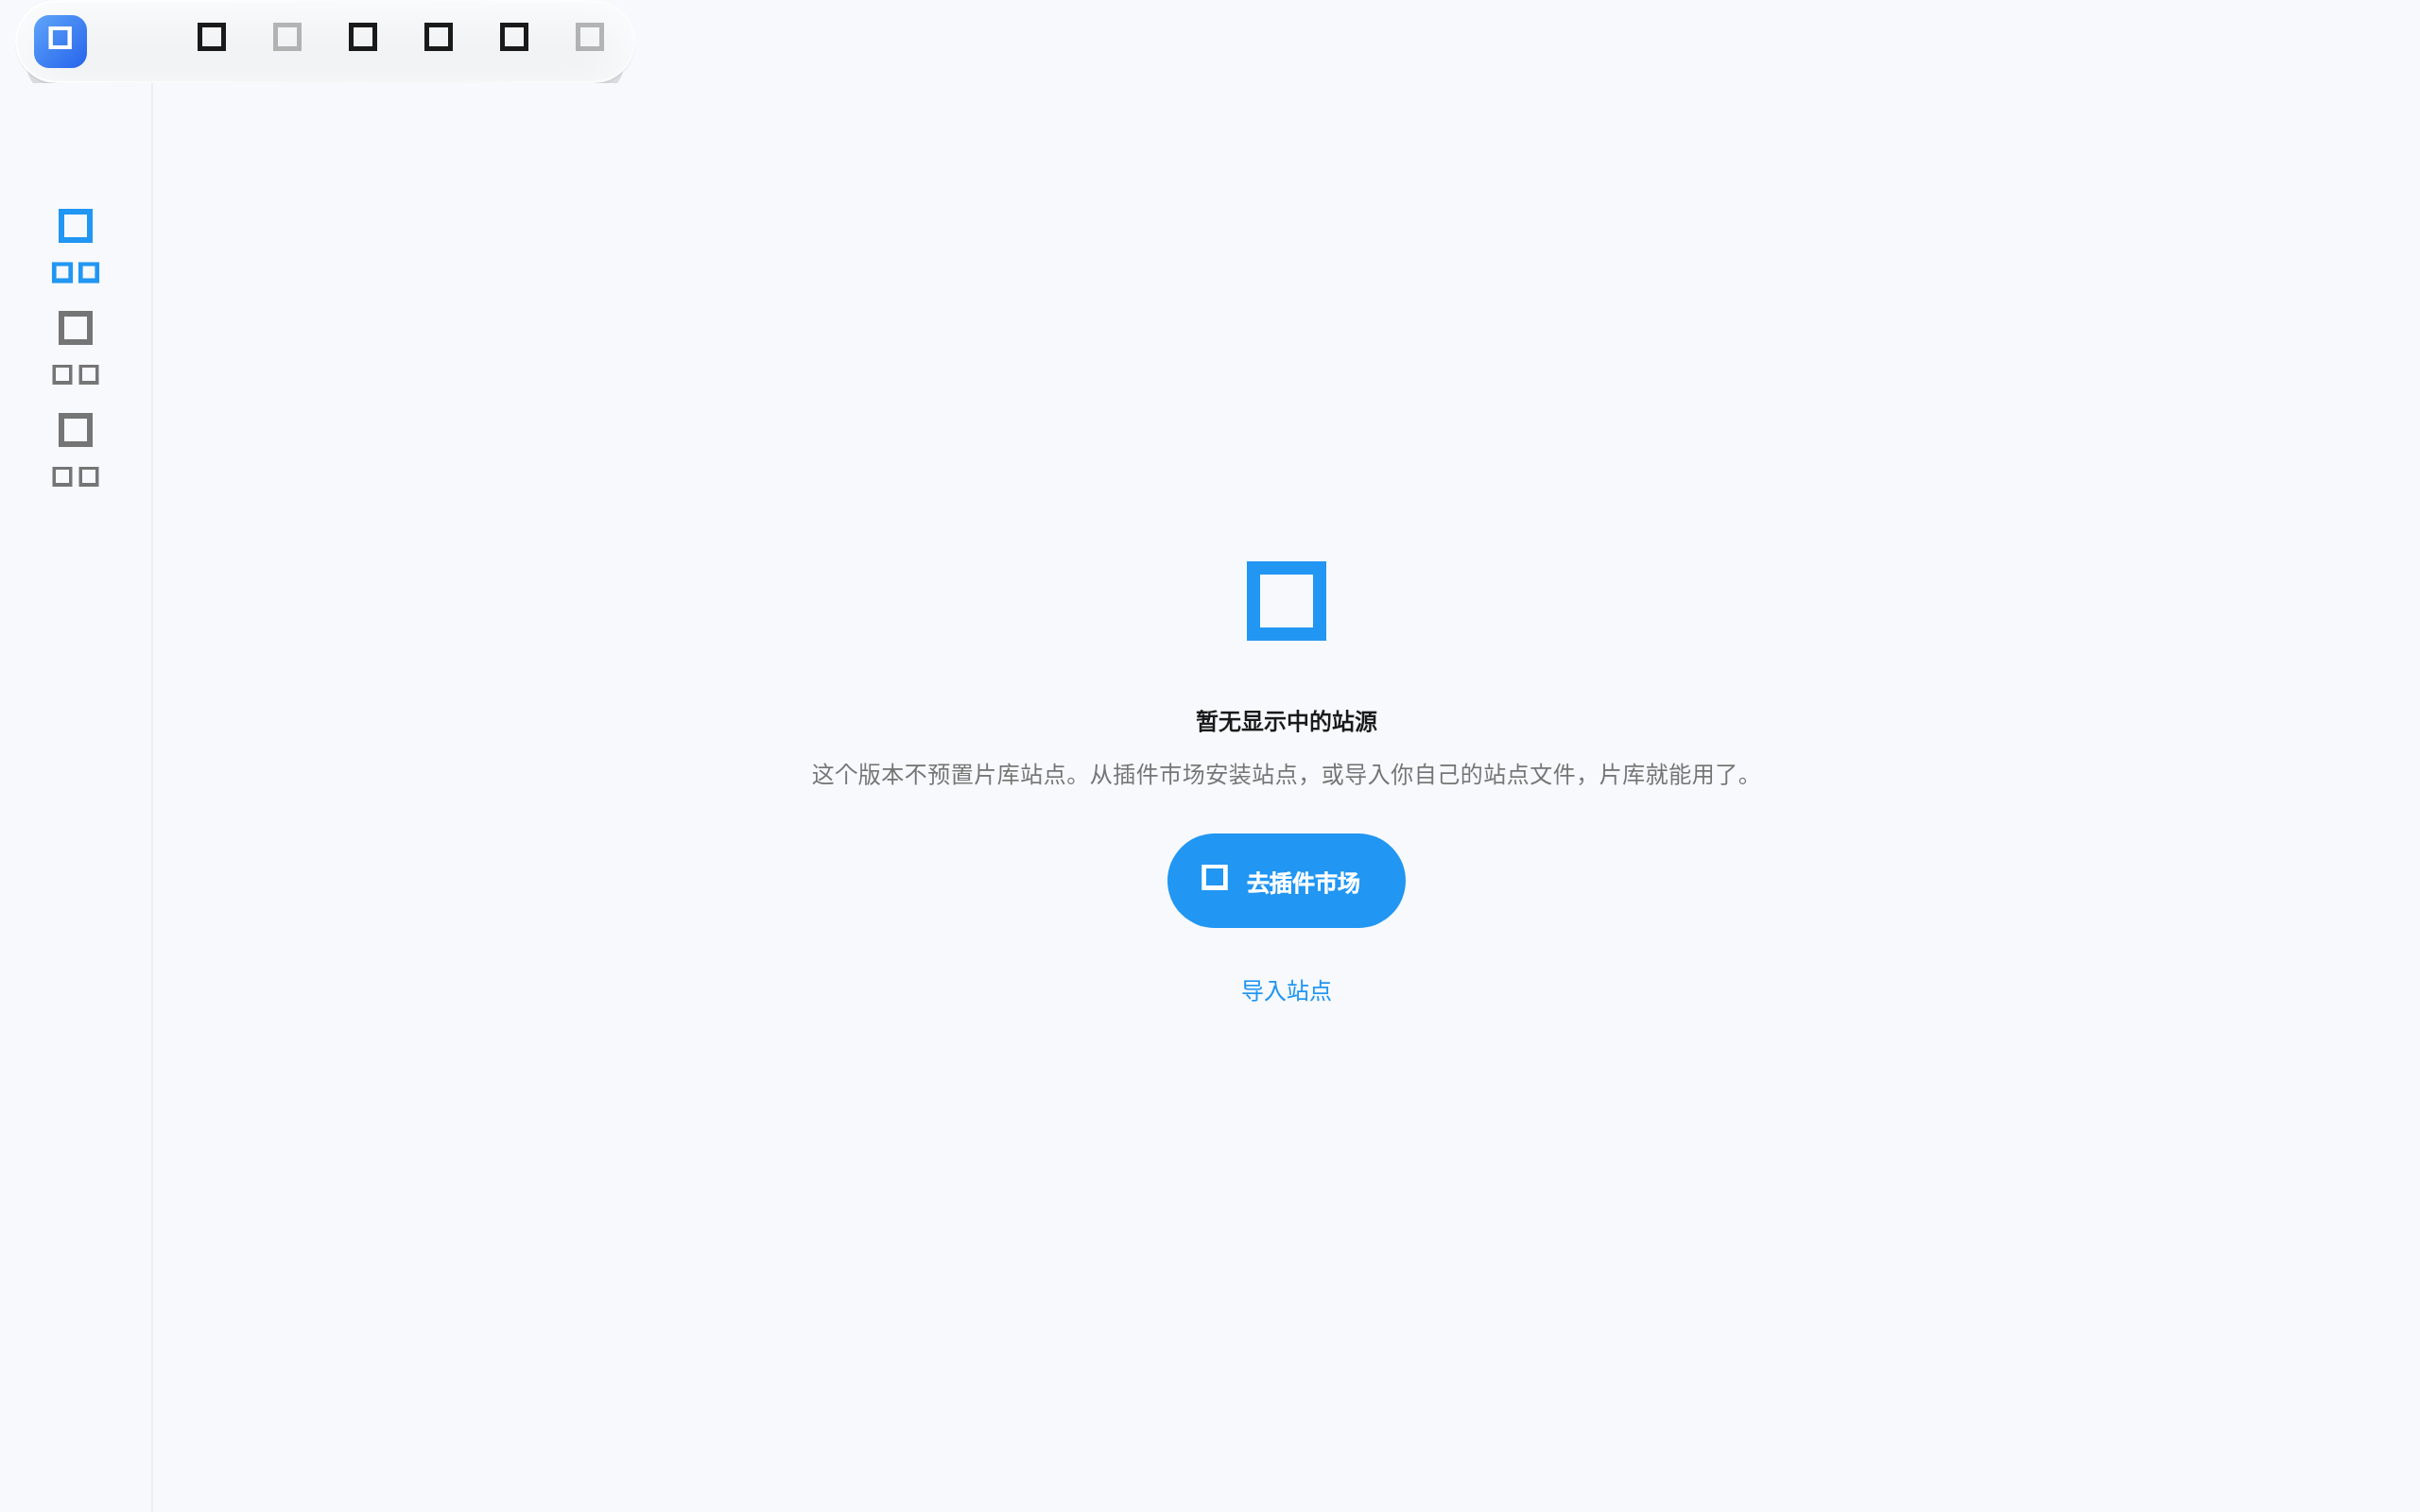 暂无显示中的站源
这个版本不预置片库站点。从插件市场安装站点，或导入你自己的站点文件，片库就能用了。
去插件市场
导入站点